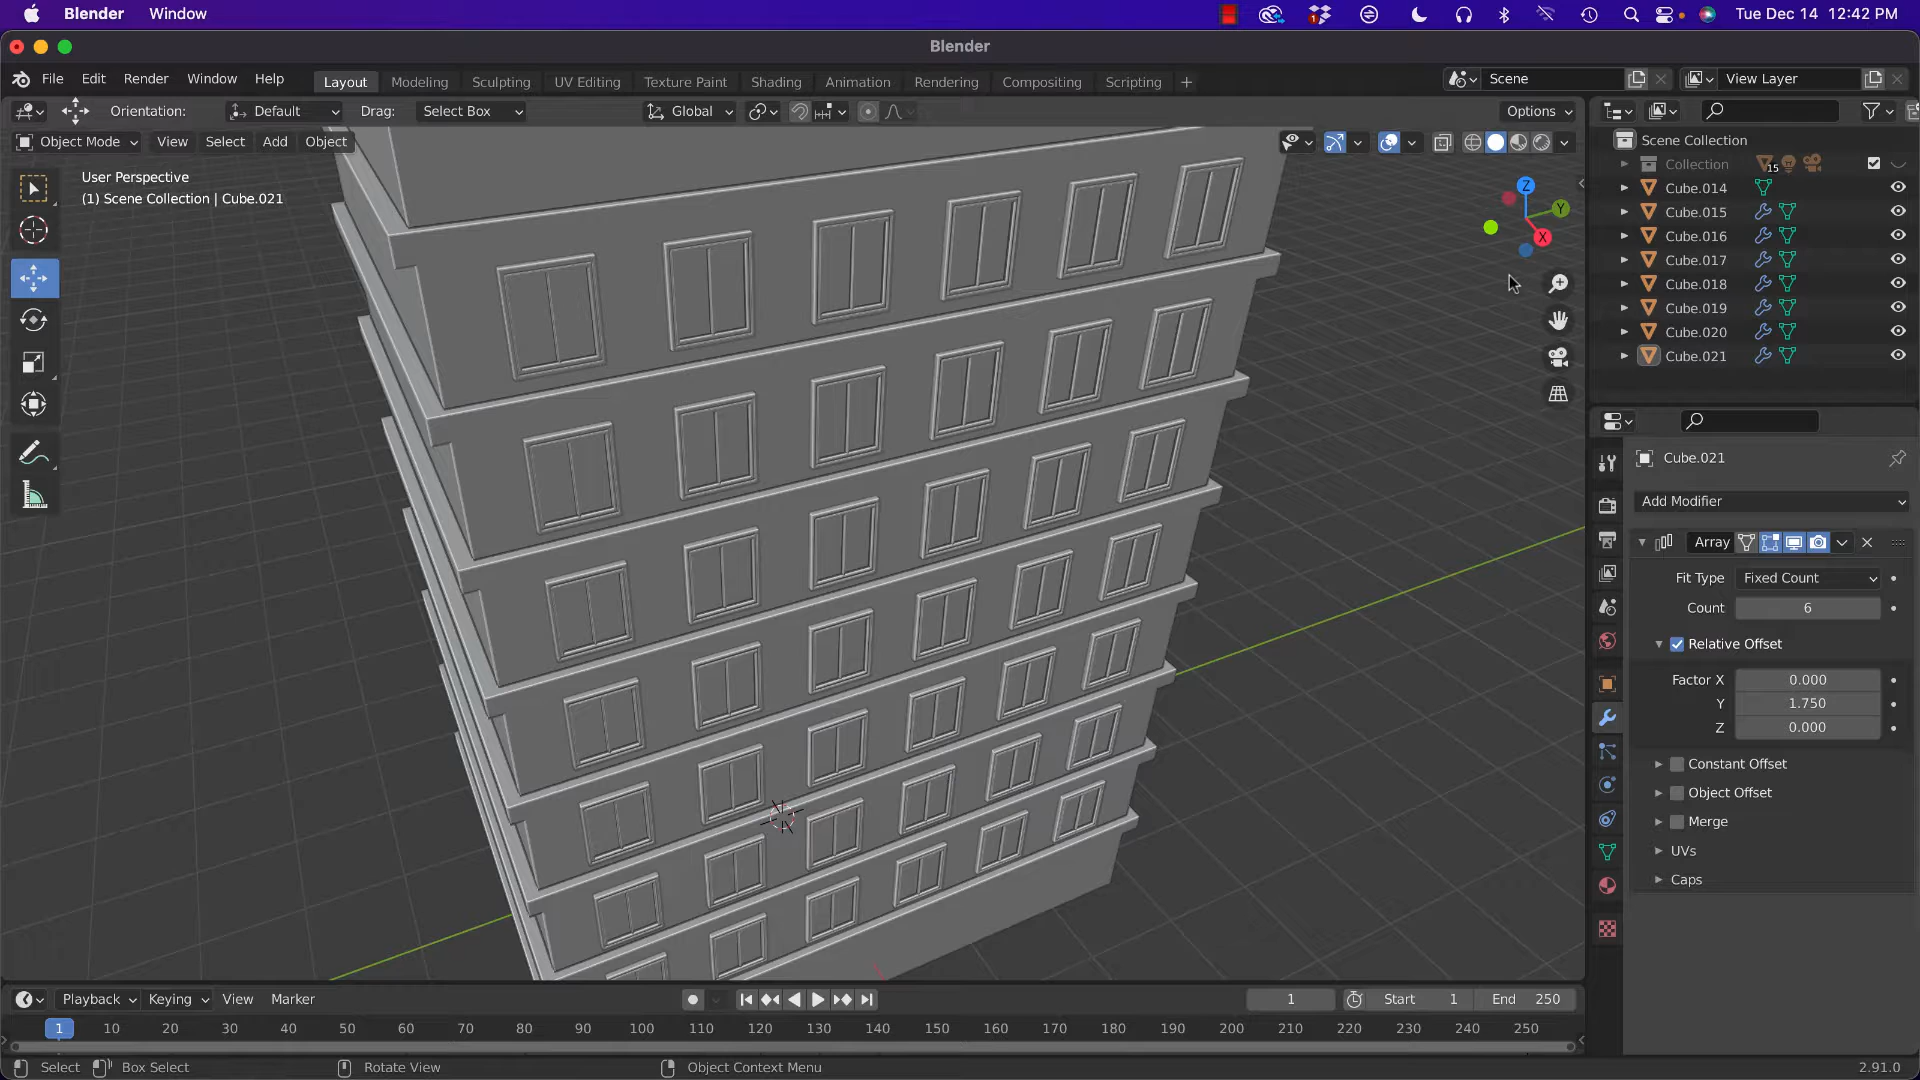 Blender Window
1
Tue Dec 14 12:42 PM
Blender
File Edit Render Window Help
Layout Modeling Sculpting UV Editing Texture Paint Shading Animation Rendering Compositing Scripting +
Scene
View Layer
Orientation: Default Drag: Select Box
Global
Options
Object Mode View Select Add Object
User Perspective
(1) Scene Collection | Cube.021
Z
Y
X
Scene Collection
Collection
15
Cube.014
Cube.015
Cube.016
Cube.017
Cube.018
Cube.019
Cube.020
Cube.021
Cube.021
Add Modifier
Array
Fit Type Fixed Count
Count 6
Relative Offset
Factor X 0.000
Y 1.750
Z 0.000
Constant Offset
Object Offset
Merge
UVs
Caps
Playback Keying View Marker
1 Start 1 End 250
1 10 20 30 40 50 60 70 80 90 100 110 120 130 140 150 160 170 180 190 200 210 220 230 240 250
Select Box Select Rotate View Object Context Menu 2.91.0